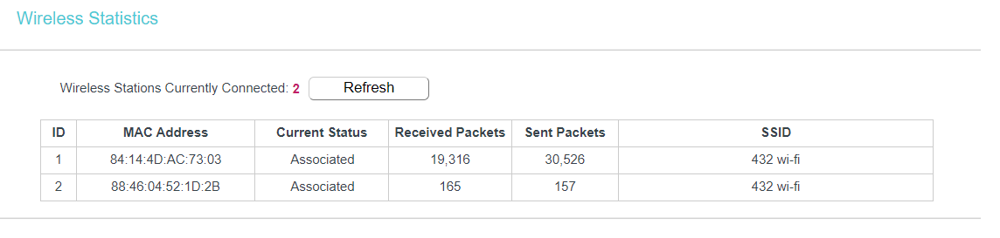 Wireless Statistics
Wireless Stations Currently Connected: 2 Refresh
ID MAC Address Current Status Received Packets Sent Packets SSID
1 84:14:4D:AC:73:03 Associated 19,316 30,526 432 wi-fi
2 88:46:04:52:1D:2B Associated 165 157 432 wi-fi